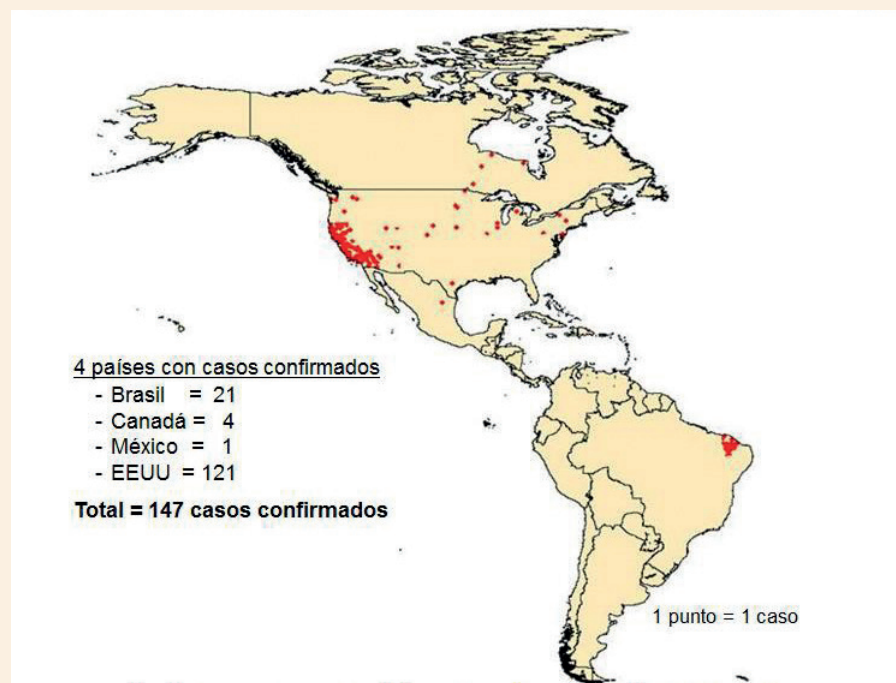 4 países con casos confirmados
- Brasil = 21
- Canadá = 4
- México = 1
- EEUU = 121
Total = 147 casos confirmados
1 punto = 1 caso